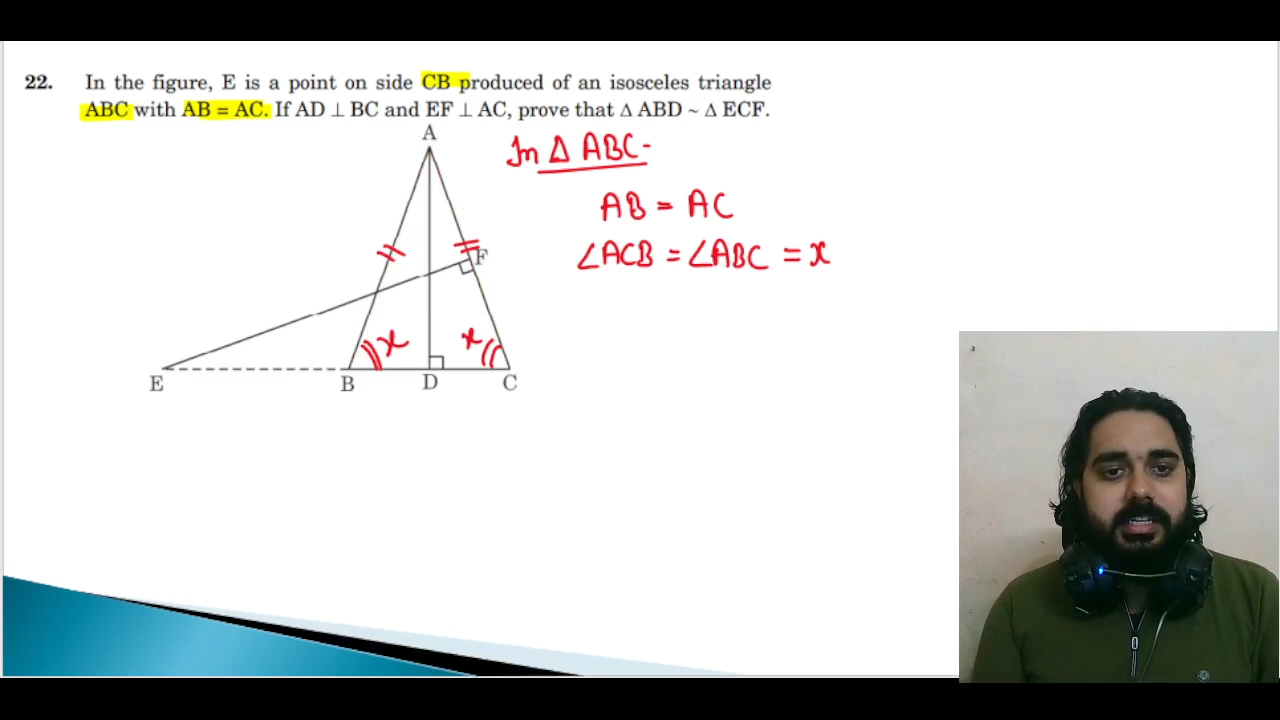 22. In the figure, E is a point on side CB produced of an isosceles triangle
ABC with AB = AC. If AD ⊥ BC and EF ⊥ AC, prove that Δ ABD ~ Δ ECF.
A
In Δ ABC-
AB = AC
∠ACB = ∠ABC = x
F
x x
E B D C
3